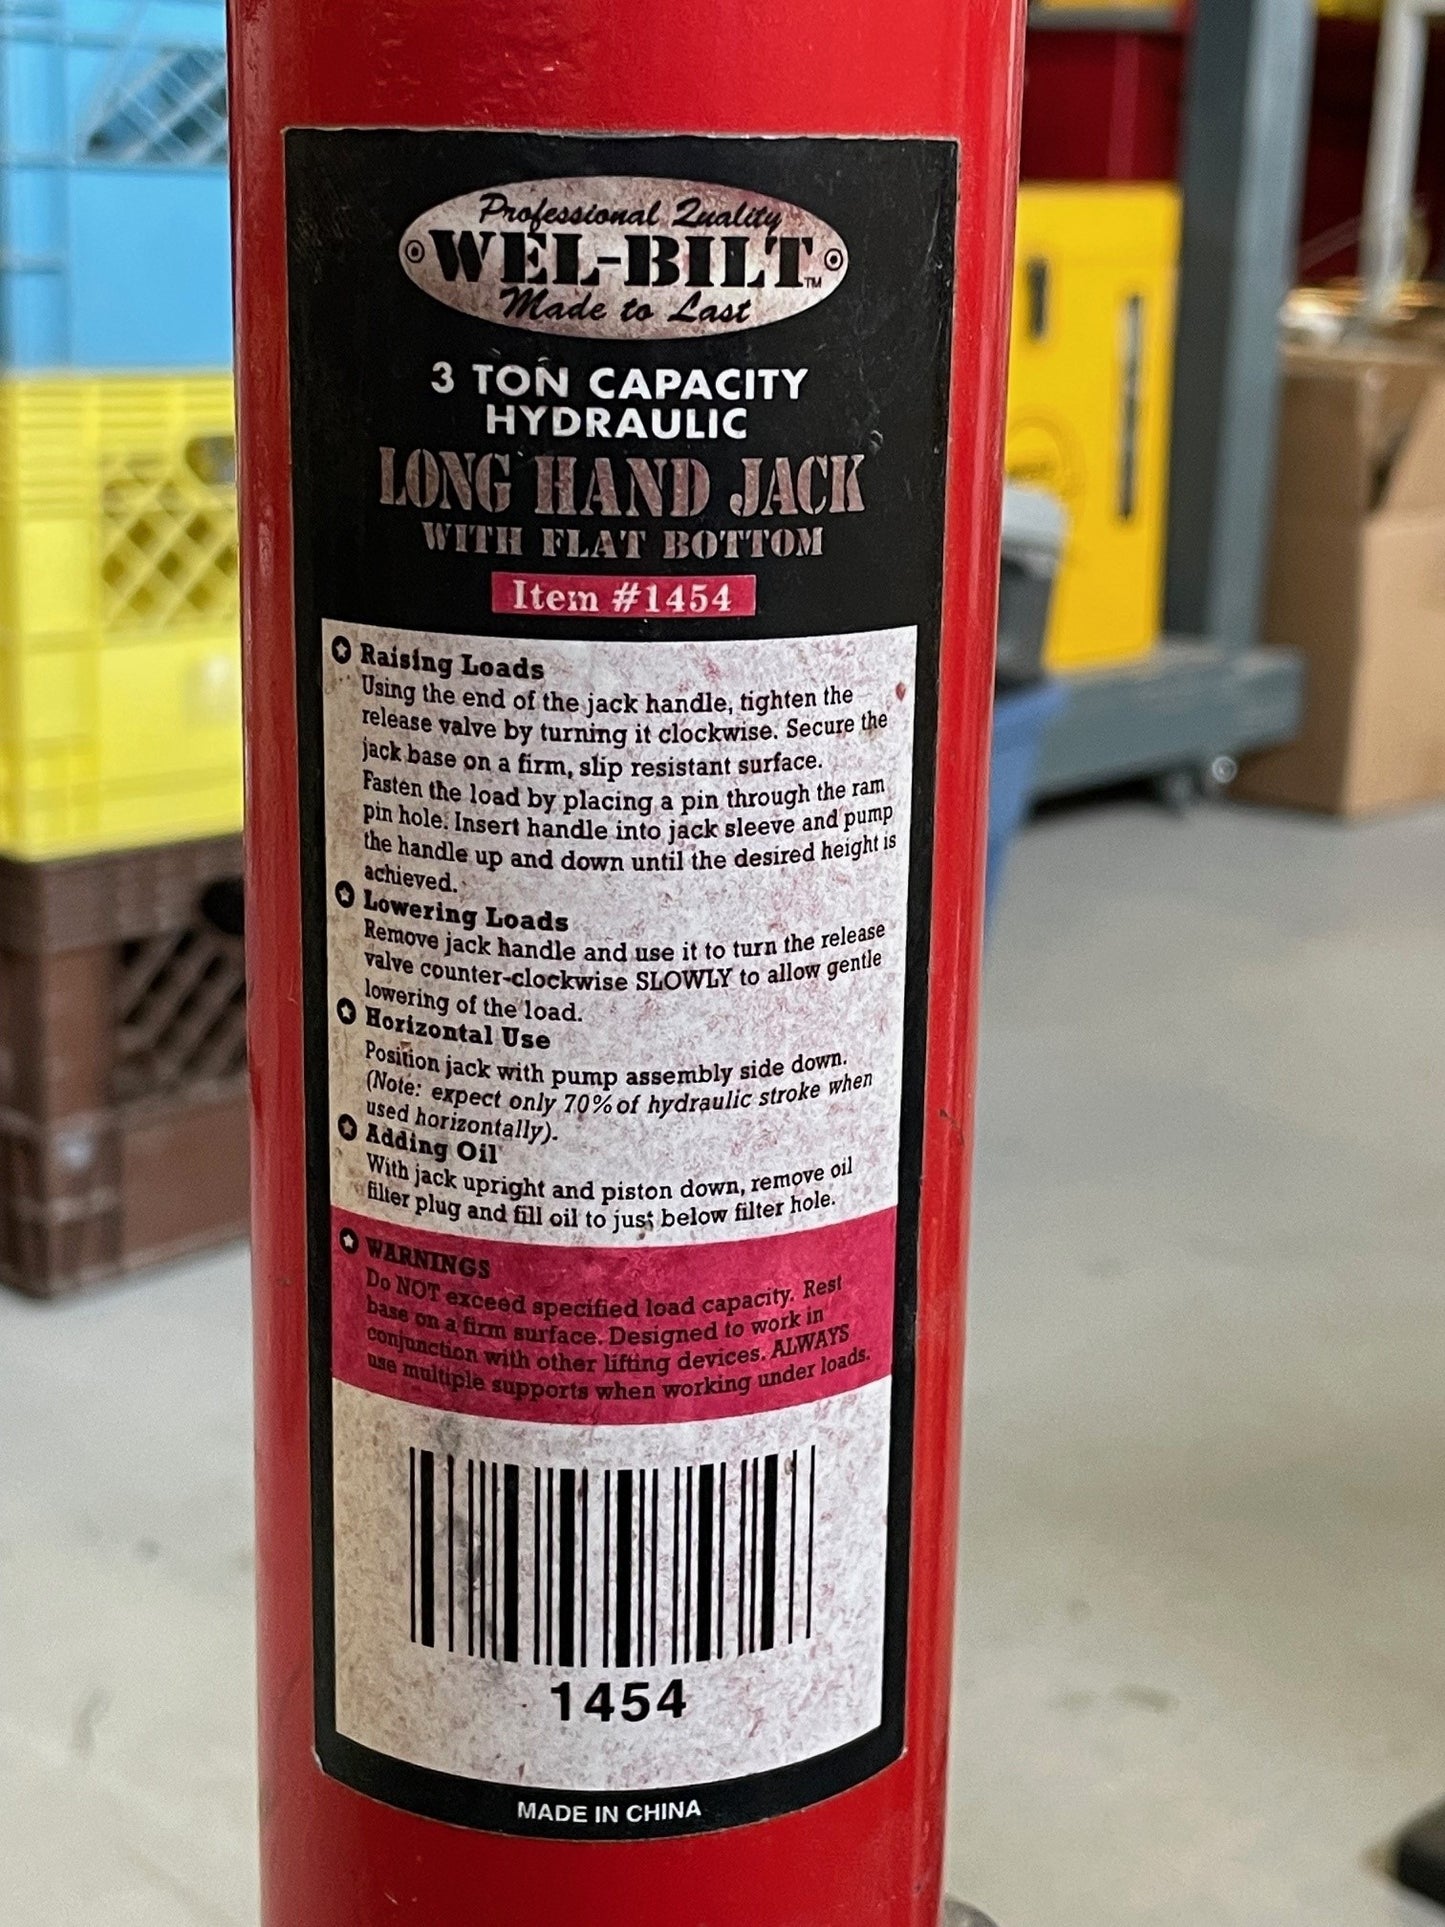 Professional Quality
WEL-BILT™
Made to Last
3 TON CAPACITY
HYDRAULIC
LONG HAND JACK
WITH FLAT BOTTOM
Item #1454
Raising Loads
Using the end of the jack handle, tighten the
release valve by turning it clockwise. Secure the
jack base on a firm, slip resistant surface.
Fasten the load by placing a pin through the ram
pin hole. Insert handle into jack sleeve and pump
the handle up and down until the desired height is
achieved.
Lowering Loads
Remove jack handle and use it to turn the release
valve counter-clockwise SLOWLY to allow gentle
lowering of the load.
Horizontal Use
Position jack with pump assembly side down.
(Note: expect only 70% of hydraulic stroke when
used horizontally).
Adding Oil
With jack upright and piston down, remove oil
filter plug and fill oil to just below filter hole.
WARNINGS
Do NOT exceed specified load capacity. Rest
base on a firm surface. Designed to work in
conjunction with other lifting devices. ALWAYS
use multiple supports when working under loads.
1454
MADE IN CHINA